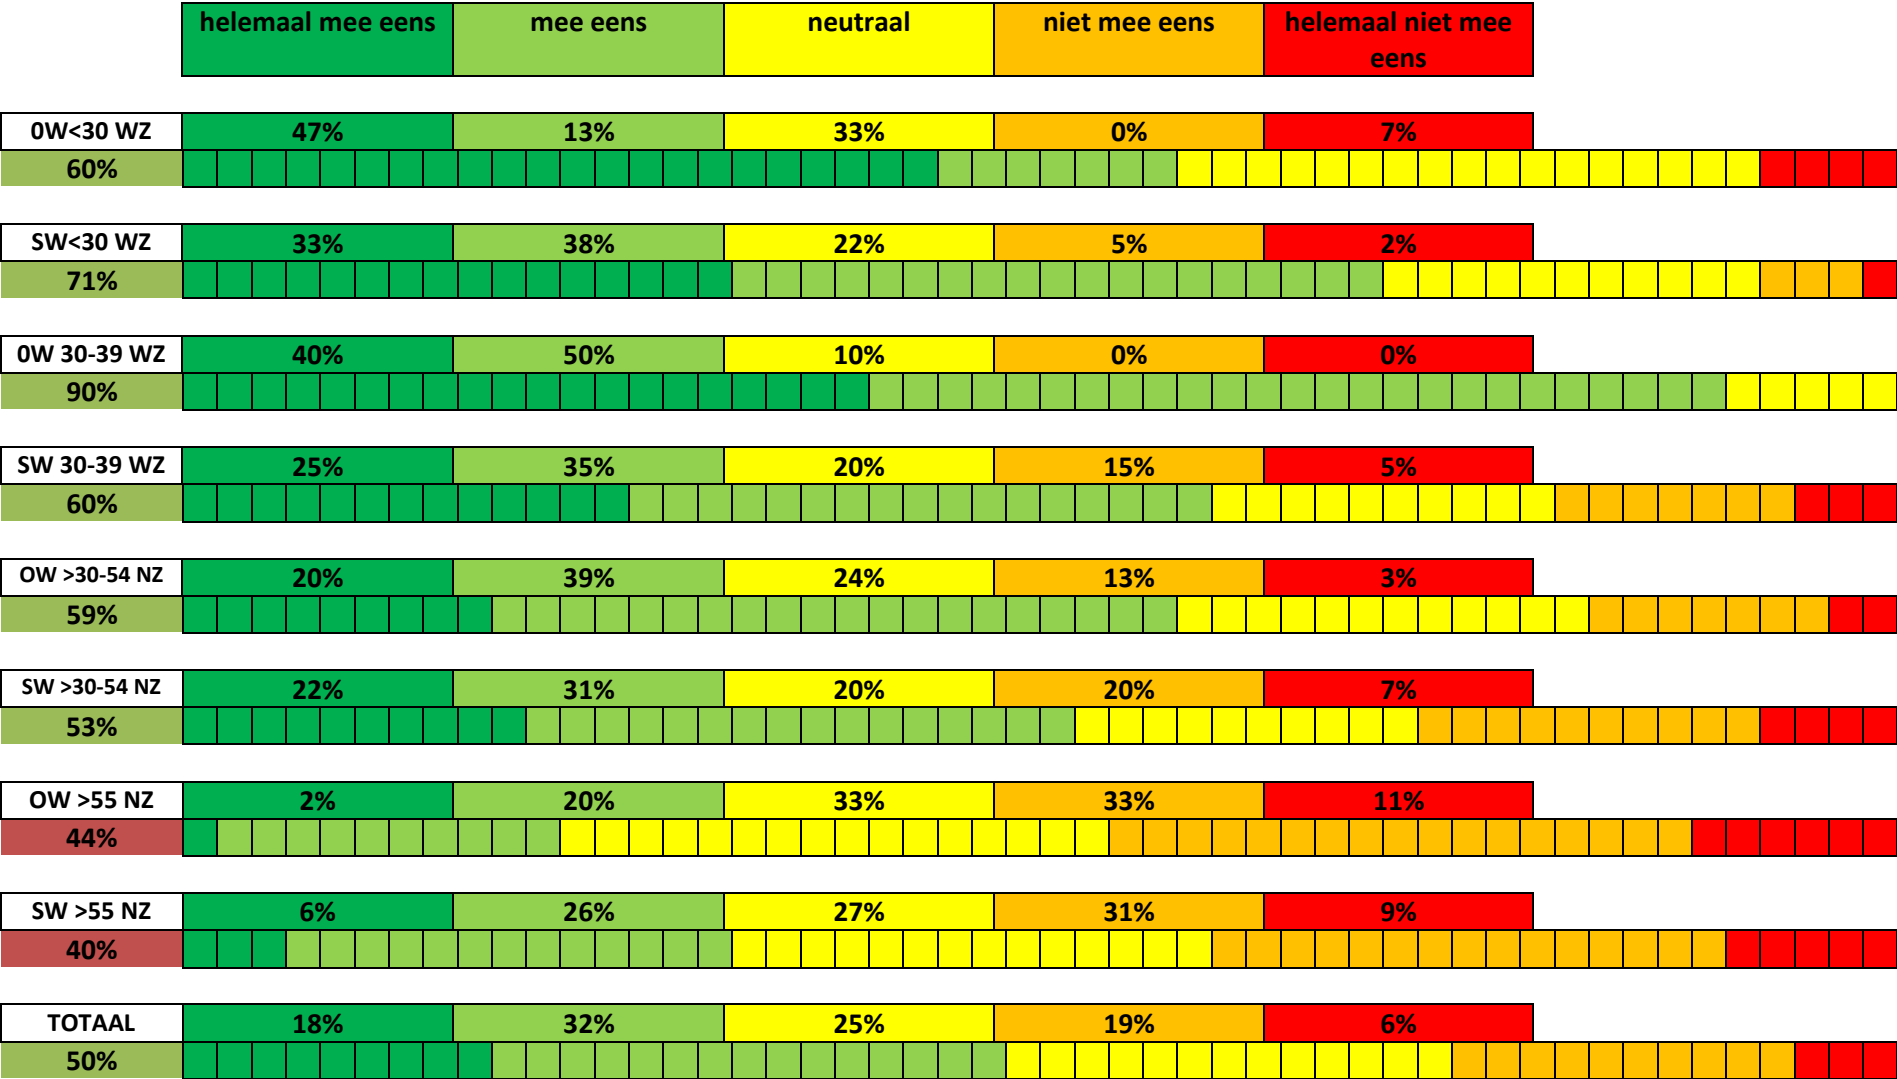 helemaal mee eens mee eens neutraal niet mee eens helemaal niet mee
eens
0W<30 WZ 47% 13% 33% 0% 7%
60%
SW<30 WZ 33% 38% 22% 5% 2%
71%
0W 30-39 WZ 40% 50% 10% 0% 0%
90%
SW 30-39 WZ 25% 35% 20% 15% 5%
60%
OW >30-54 NZ 20% 39% 24% 13% 3%
59%
SW >30-54 NZ 22% 31% 20% 20% 7%
53%
OW >55 NZ 2% 20% 33% 33% 11%
44%
SW >55 NZ 6% 26% 27% 31% 9%
40%
TOTAAL 18% 32% 25% 19% 6%
50%